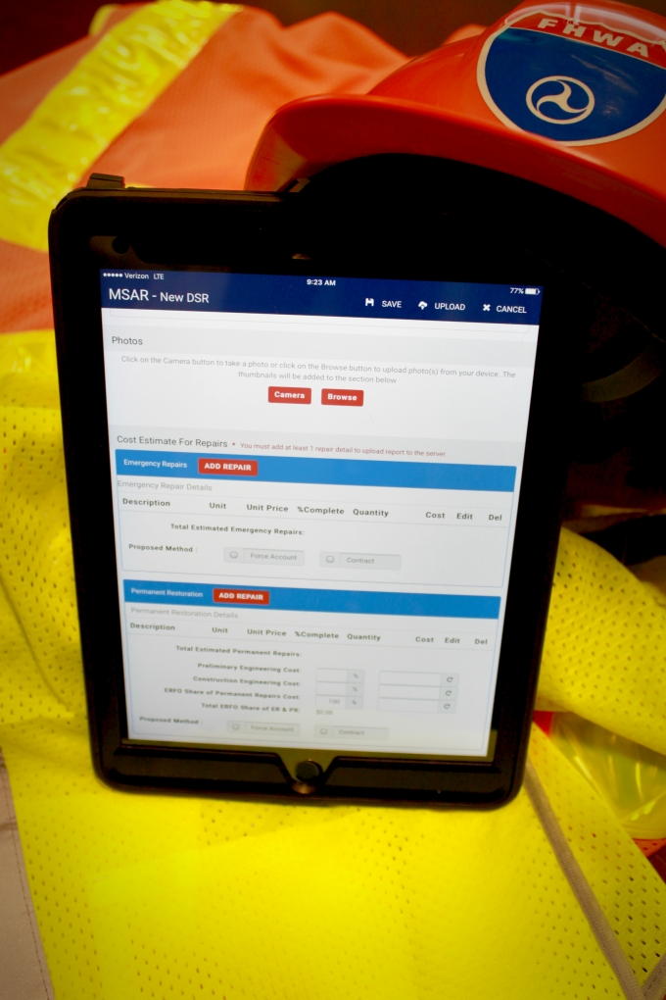 FHWA
Verizon LTE
9:23 AM
77%
MSAR - New DSR
SAVE
UPLOAD
CANCEL
Photos
Click on the Camera button to take a photo or click on the Browse button to upload photo(s) from your device. The
thumbnails will be added to the section below
Camera
Browse
Cost Estimate For Repairs * You must add at least 1 repair detail to upload report to the server
Emergency Repairs
ADD REPAIR
Emergency Repair Details
Description Unit Unit Price %Complete Quantity Cost Edit Del
Total Estimated Emergency Repairs:
Proposed Method :
Force Account
Contract
Permanent Restoration
ADD REPAIR
Permanent Restoration Details
Description Unit Unit Price %Complete Quantity Cost Edit Del
Total Estimated Permanent Repairs:
Preliminary Engineering Cost: %
Construction Engineering Cost: %
ERFO Share of Permanent Repairs Cost: 100 %
Total ERFO Share of ER & PR: $0.00
Proposed Method :
Force Account
Contract